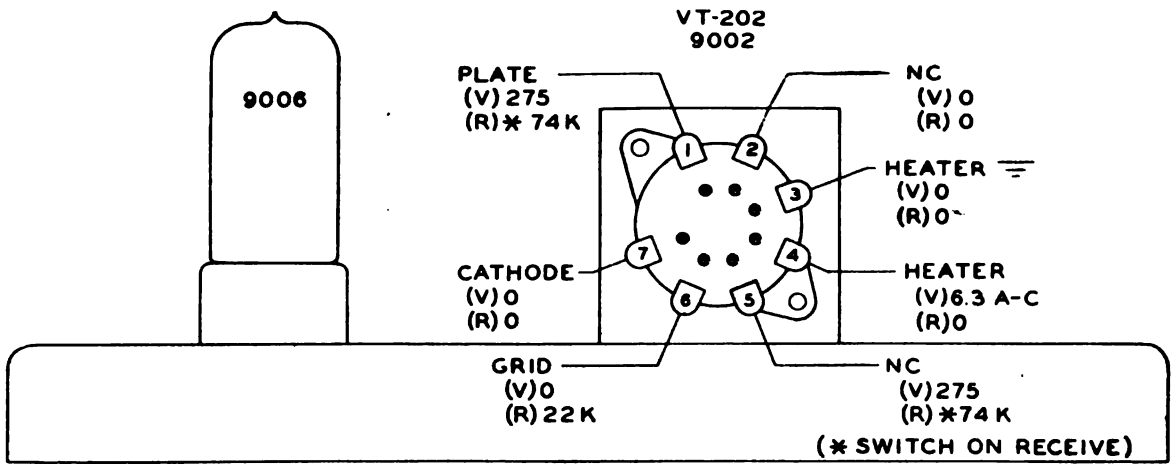 VT-202
9002
9006
PLATE
(V) 275
(R) * 74 K
NC
(V) 0
(R) 0
1
2
3
4
5
6
7
HEATER
(V) 0
(R) 0
CATHODE
(V) 0
(R) 0
HEATER
(V) 6.3 A-C
(R) 0
GRID
(V) 0
(R) 22 K
NC
(V) 275
(R) *74 K
(* SWITCH ON RECEIVE)